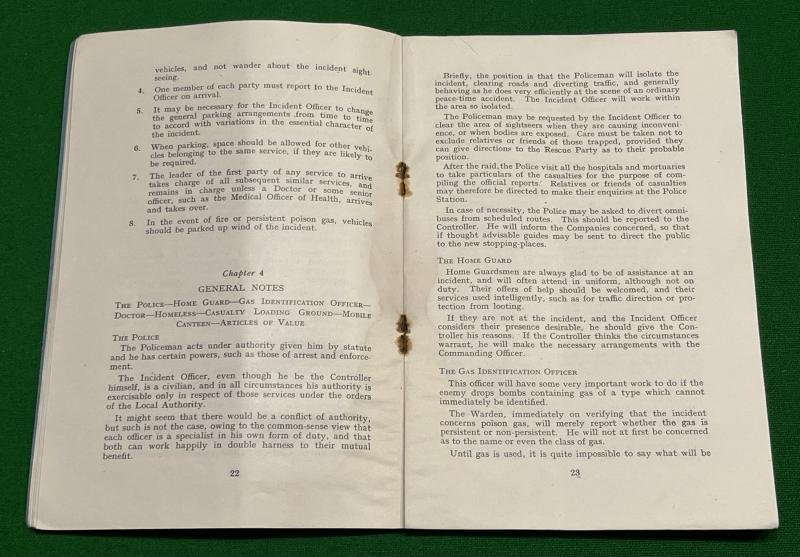 vehicles, and not wander about the incident sight
seeing.
4. One member of each party must report to the Incident
Officer on arrival.
5. It may be necessary for the Incident Officer to change
the general parking arrangements from time to time
to accord with variations in the essential character of
the incident.
6. When parking, space should be allowed for other vehi-
cles belonging to the same service, if they are likely to
be required.
7. The leader of the first party of any service to arrive
takes charge of all subsequent similar services, and
remains in charge unless a Doctor or some senior
officer, such as the Medical Officer of Health, arrives
and takes over.
8. In the event of fire or persistent poison gas, vehicles
should be parked up wind of the incident.
Chapter 4
GENERAL NOTES
THE POLICE—HOME GUARD—GAS IDENTIFICATION OFFICER—
DOCTOR—HOMELESS—CASUALTY LOADING GROUND—MOBILE
CANTEEN—ARTICLES OF VALUE
THE POLICE
The Policeman acts under authority given him by statute
and he has certain powers, such as those of arrest and enforce-
ment.
The Incident Officer, even though he be the Controller
himself, is a civilian, and in all circumstances his authority is
exercisable only in respect of those services under the orders
of the Local Authority.
It might seem that there would be a conflict of authority,
but such is not the case, owing to the common-sense view that
each officer is a specialist in his own form of duty, and that
both can work happily in double harness to their mutual
benefit.
22
Briefly, the position is that the Policeman will isolate the
incident, clearing roads and diverting traffic, and generally
behaving as he does very efficiently at the scene of an ordinary
peace-time accident. The Incident Officer will work within
the area so isolated.
The Policeman may be requested by the Incident Officer to
clear the area of sightseers when they are causing inconveni-
ence, or when bodies are exposed. Care must be taken not to
exclude relatives or friends of those trapped, provided they
can give directions to the Rescue Party as to their probable
position.
After the raid, the Police visit all the hospitals and mortuaries
to take particulars of the casualties for the purpose of com-
piling the official reports. Relatives or friends of casualties
may therefore be directed to make their enquiries at the Police
Station.
In case of necessity, the Police may be asked to divert omni-
buses from scheduled routes. This should be reported to the
Controller. He will inform the Companies concerned, so that
if thought advisable guides may be sent to direct the public
to the new stopping-places.
THE HOME GUARD
Home Guardsmen are always glad to be of assistance at an
incident, and will often attend in uniform, although not on
duty. Their offers of help should be welcomed, and their
services used intelligently, such as for traffic direction or pro-
tection from looting.
If they are not at the incident, and the Incident Officer
considers their presence desirable, he should give the Con-
troller his reasons. If the Controller thinks the circumstances
warrant, he will make the necessary arrangements with the
Commanding Officer.
THE GAS IDENTIFICATION OFFICER
This officer will have some very important work to do if the
enemy drops bombs containing gas of a type which cannot
immediately be identified.
The Warden, immediately on verifying that the incident
concerns poison gas, will merely report whether the gas is
persistent or non-persistent. He will not at first be concerned
as to the name or even the class of gas.
Until gas is used, it is quite impossible to say what will be
23